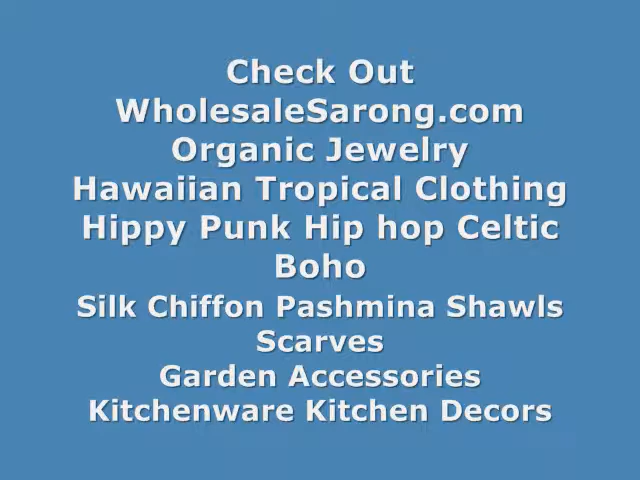 Check Out
WholesaleSarong.com
Organic Jewelry
Hawaiian Tropical Clothing
Hippy Punk Hip hop Celtic
Boho
Silk Chiffon Pashmina Shawls
Scarves
Garden Accessories
Kitchenware Kitchen Decors